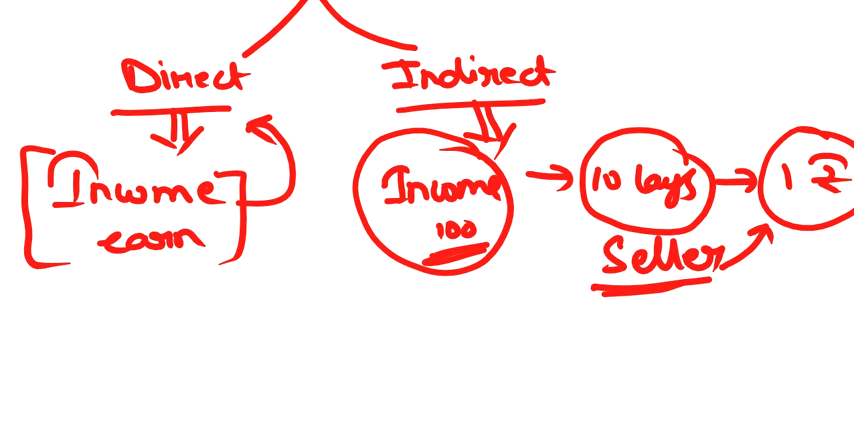 Direct
Indirect
Income
earn
Income
100
10 lays
Seller
1 ₹